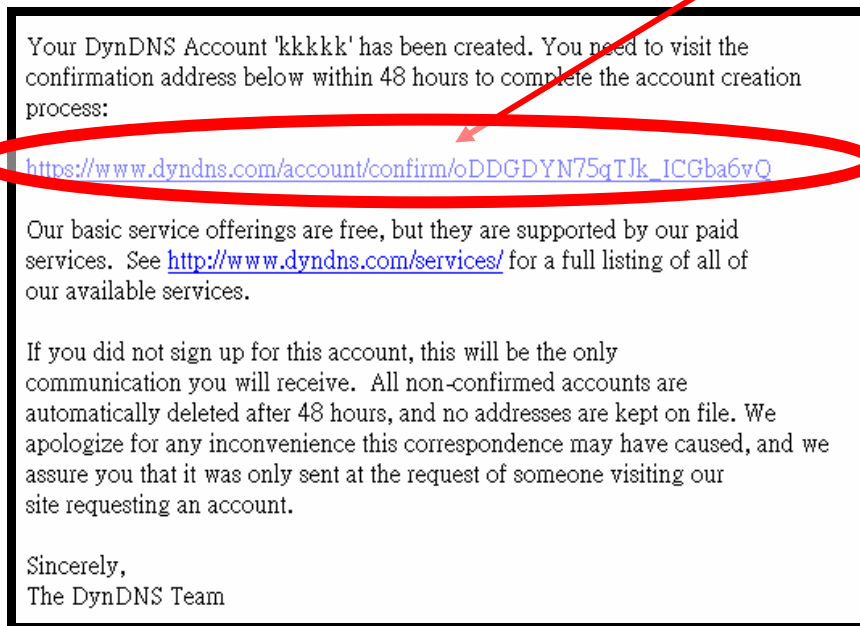 Your DynDNS Account 'kkkkk' has been created. You need to visit the
confirmation address below within 48 hours to complete the account creation
process:
https://www.dyndns.com/account/confirm/oDDGDYN75qTJk_ICGba6vQ
Our basic service offerings are free, but they are supported by our paid
services.  See http://www.dyndns.com/services/ for a full listing of all of
our available services.
If you did not sign up for this account, this will be the only
communication you will receive.  All non-confirmed accounts are
automatically deleted after 48 hours, and no addresses are kept on file. We
apologize for any inconvenience this correspondence may have caused, and we
assure you that it was only sent at the request of someone visiting our
site requesting an account.
Sincerely,
The DynDNS Team